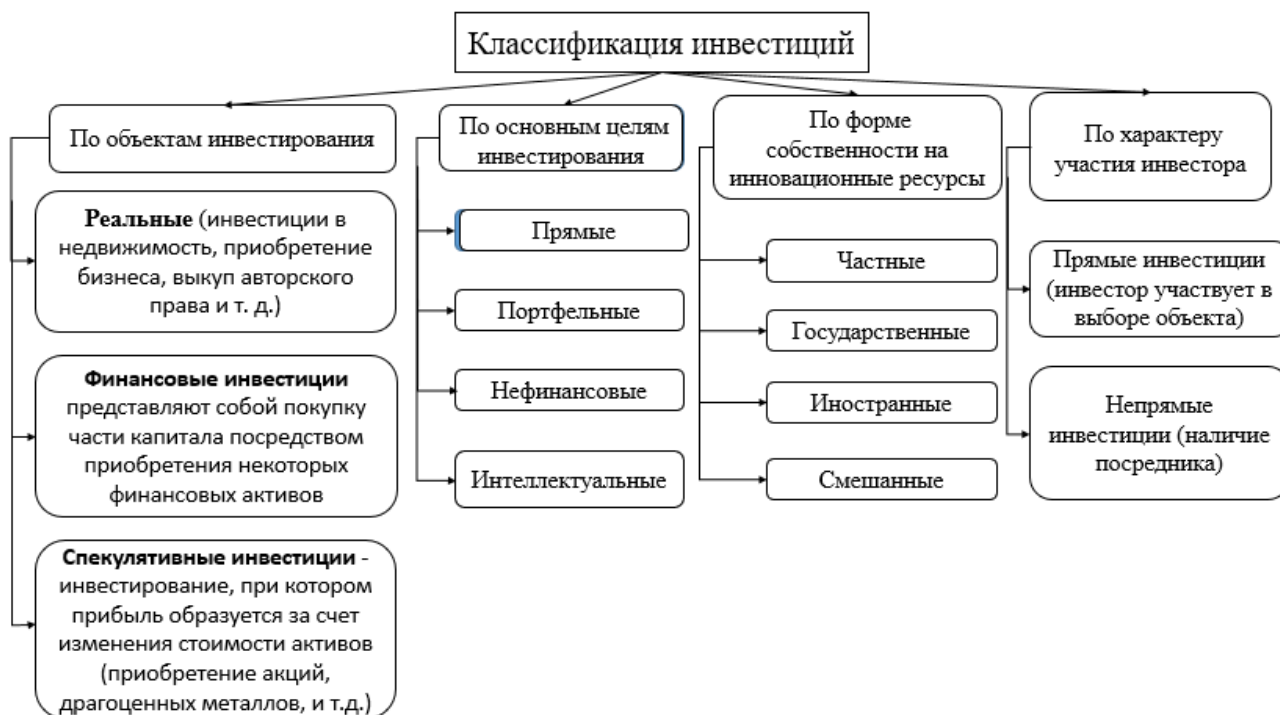 Классификация инвестиций
По объектам инвестирования
Реальные (инвестиции в
недвижимость, приобретение
бизнеса, выкуп авторского
права и т. д.)
Финансовые инвестиции
представляют собой покупку
части капитала посредством
приобретения некоторых
финансовых активов
Спекулятивные инвестиции -
инвестирование, при котором
прибыль образуется за счет
изменения стоимости активов
(приобретение акций,
драгоценных металлов, и т.д.)
По основным целям
инвестирования
Прямые
Портфельные
Нефинансовые
Интеллектуальные
По форме
собственности на
инновационные ресурсы
Частные
Государственные
Иностранные
Смешанные
По характеру
участия инвестора
Прямые инвестиции
(инвестор участвует в
выборе объекта)
Непрямые
инвестиции (наличие
посредника)